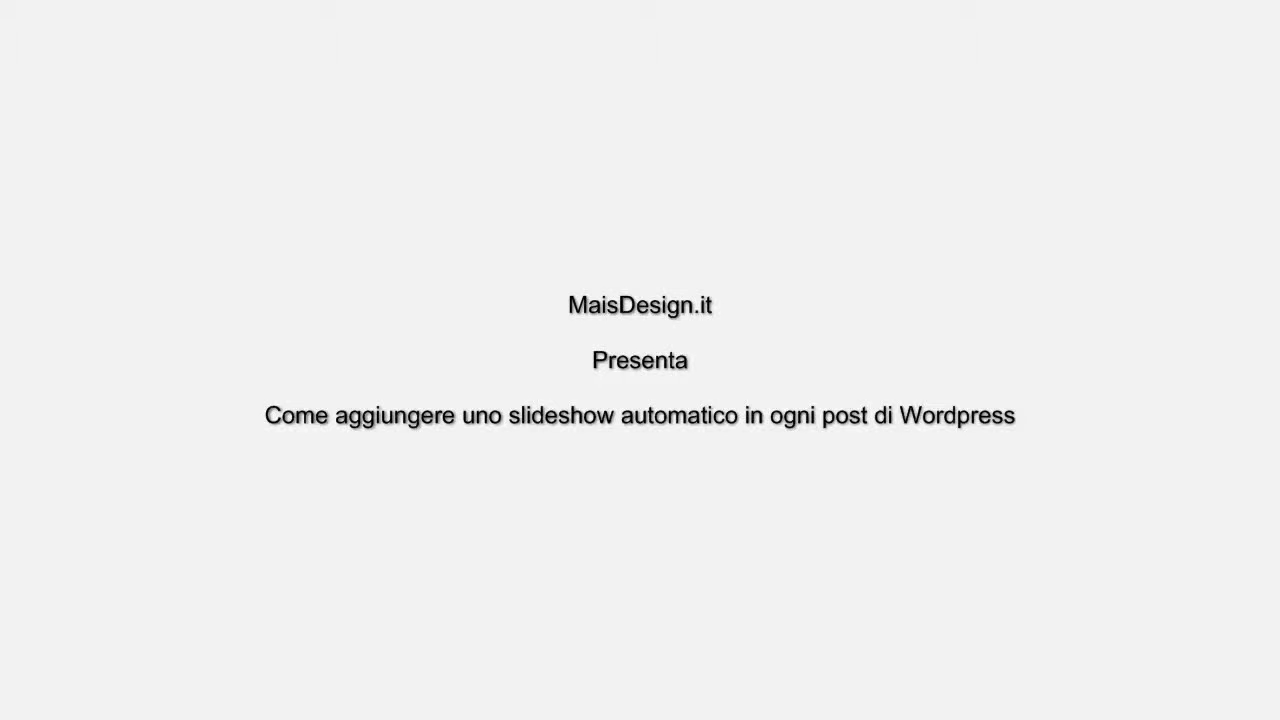 MaisDesign.it
Presenta
Come aggiungere uno slideshow automatico in ogni post di Wordpress